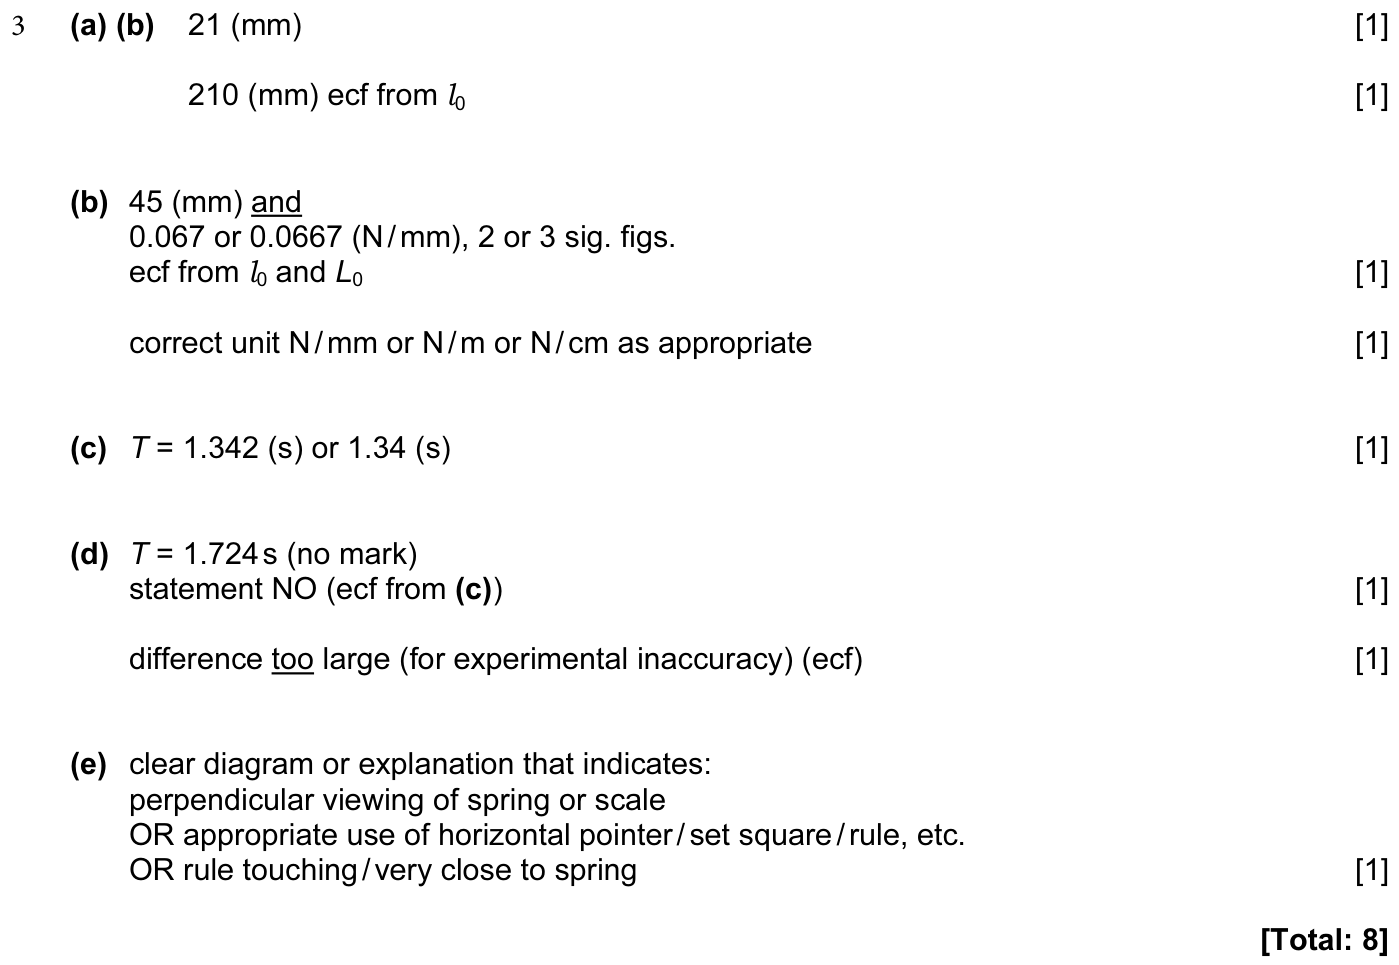 3 (a) (b) 21 (mm) [1]
210 (mm) ecf from l₀ [1]
(b) 45 (mm) and
0.067 or 0.0667 (N/mm), 2 or 3 sig. figs.
ecf from l₀ and L₀ [1]
correct unit N/mm or N/m or N/cm as appropriate [1]
(c) T = 1.342 (s) or 1.34 (s) [1]
(d) T = 1.724 s (no mark)
statement NO (ecf from (c)) [1]
difference too large (for experimental inaccuracy) (ecf) [1]
(e) clear diagram or explanation that indicates:
perpendicular viewing of spring or scale
OR appropriate use of horizontal pointer/set square/rule, etc.
OR rule touching/very close to spring [1]
[Total: 8]